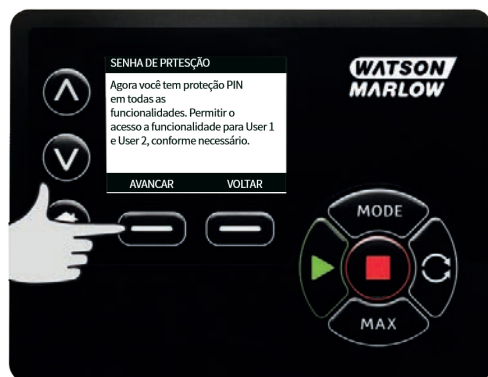 SENHA DE PRTESÇÃO
Agora você tem proteção PIN
em todas as
funcionalidades. Permitir o
acesso a funcionalidade para User 1
e User 2, conforme necessário.
AVANCAR VOLTAR
WATSON
MARLOW
MODE
MAX